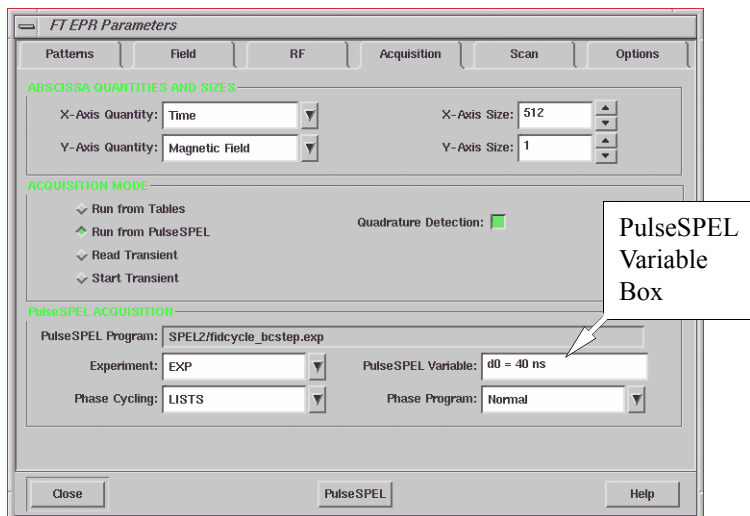 FT EPR Parameters
Patterns Field RF Acquisition Scan Options
ABSCISSA QUANTITIES AND SIZES
X-Axis Quantity: Time X-Axis Size: 512
Y-Axis Quantity: Magnetic Field Y-Axis Size: 1
ACQUISITION MODE
Run from Tables
Quadrature Detection:
Run from PulseSPEL
Read Transient
Start Transient
PulseSPEL
Variable
Box
PulseSPEL ACQUISITION
PulseSPEL Program: SPEL2/fidcycle_bcstep.exp
Experiment: EXP PulseSPEL Variable: d0 = 40 ns
Phase Cycling: LISTS Phase Program: Normal
Close PulseSPEL Help